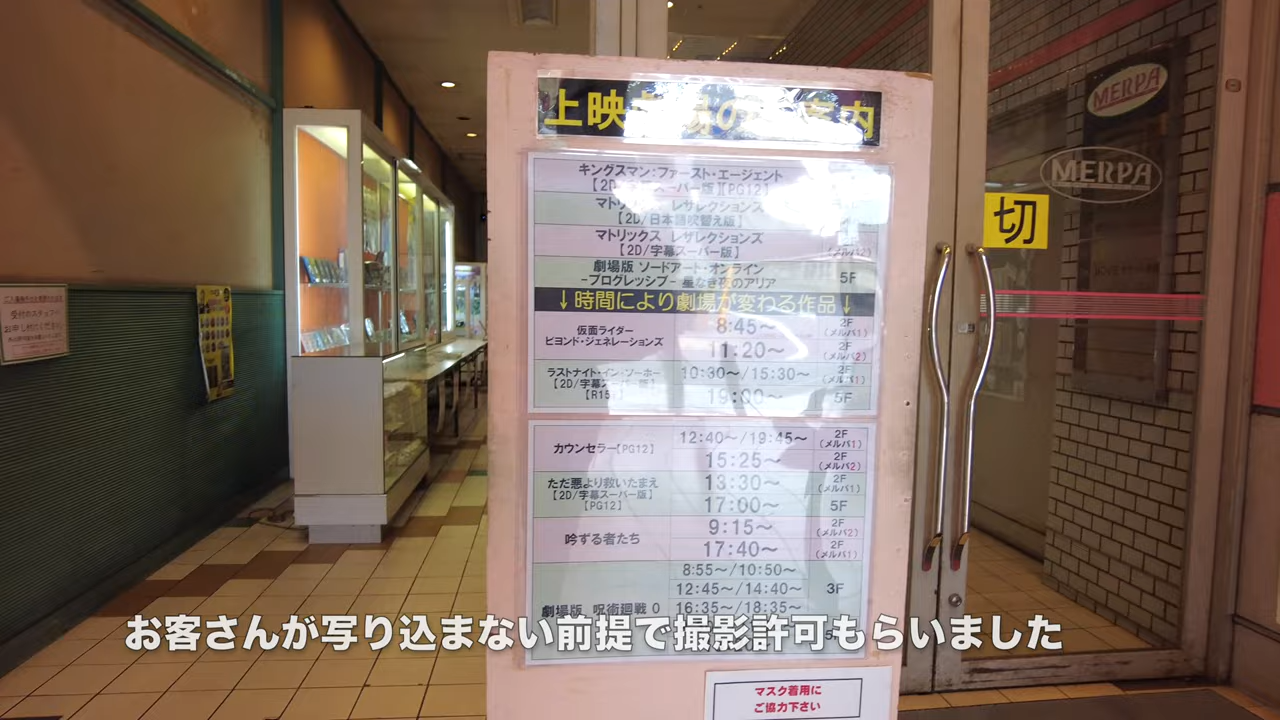 上映
の
内
キングスマン:ファースト・エージェント
【2D/字幕スーパー版】【PG12】
マトリックス レザレクションズ
【2D/日本語吹替え版】
マトリックス レザレクションズ
【2D/字幕スーパー版】
(メルパ2)
劇場版 ソードアート・オンライン
-プログレッシブ- 星なき夜のアリア
5F
↓時間により劇場が変わる作品↓
仮面ライダー
ビヨンド・ジェネレーションズ
8:45〜
2F
(メルパ1)
11:20〜
2F
(メルパ2)
ラストナイト・イン・ソーホー
【2D/字幕スーパー版】
【R15
10:30〜/15:30〜
2F
(メルパ1)
19:00〜
5F
カウンセラー【PG12】
12:40〜/19:45〜
2F
(メルパ1)
15:25〜
2F
(メルパ2)
ただ悪より救いたまえ
【2D/字幕スーパー版】
【PG12】
13:30〜
2F
(メルパ1)
17:00〜
5F
吟ずる者たち
9:15〜
2F
(メルパ2)
17:40〜
2F
(メルパ1)
劇場版 呪術廻戦 0
8:55〜/10:50〜
12:45〜/14:40〜
16:35〜/18:35〜
3F
マスク着用に
ご協力下さい
MERPA
MERPA
切
お客さんが写り込まない前提で撮影許可もらいました